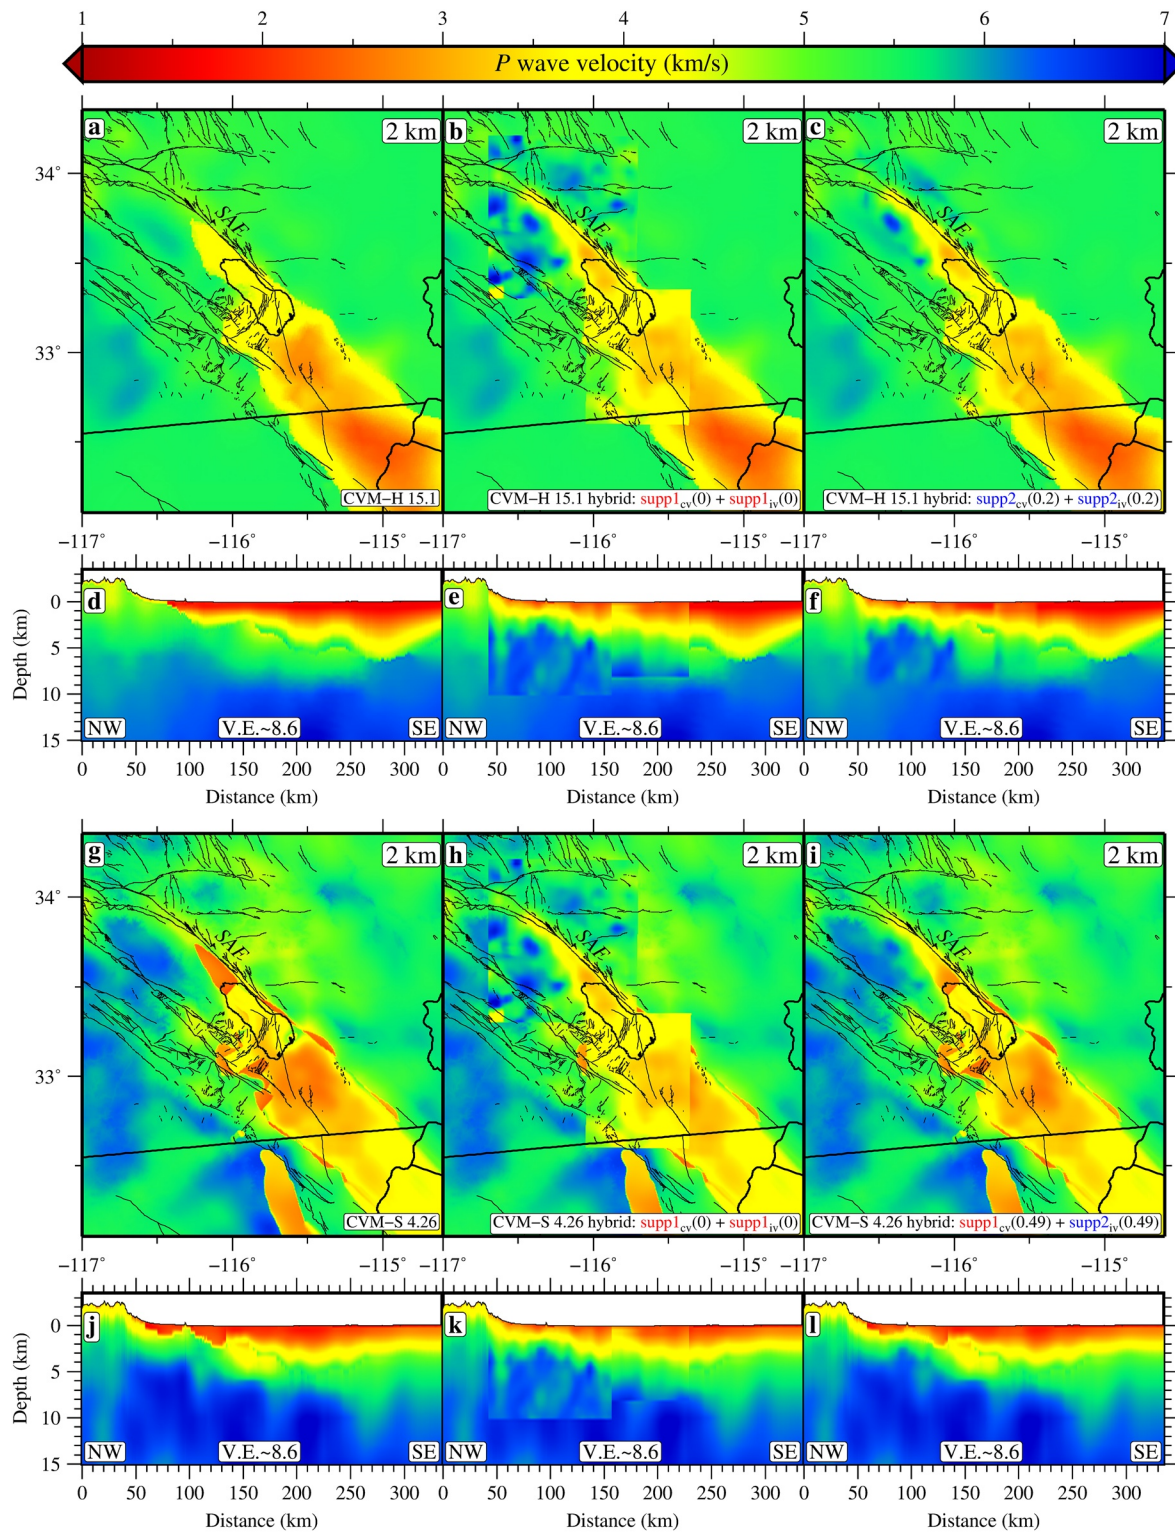 1 2 3 4 5 6 7
P wave velocity (km/s)
a 2 km b 2 km c 2 km
34°
SAF SAF SAF
33°
CVM−H 15.1 CVM−H 15.1 hybrid: supp1cv(0) + supp1iv(0) CVM−H 15.1 hybrid: supp2cv(0.2) + supp2iv(0.2)
−117° −116° −115° −117° −116° −115° −117° −116° −115°
d e f
0
5
10
15
Depth (km)
NW V.E.~8.6 SE NW V.E.~8.6 SE NW V.E.~8.6 SE
0 50 100 150 200 250 300 0 50 100 150 200 250 300 0 50 100 150 200 250 300
Distance (km) Distance (km) Distance (km)
g 2 km h 2 km i 2 km
34°
SAF SAF SAF
33°
CVM−S 4.26 CVM−S 4.26 hybrid: supp1cv(0) + supp1iv(0) CVM−S 4.26 hybrid: supp1cv(0.49) + supp2iv(0.49)
−117° −116° −115° −117° −116° −115° −117° −116° −115°
j k l
0
5
10
15
Depth (km)
NW V.E.~8.6 SE NW V.E.~8.6 SE NW V.E.~8.6 SE
0 50 100 150 200 250 300 0 50 100 150 200 250 300 0 50 100 150 200 250 300
Distance (km) Distance (km) Distance (km)